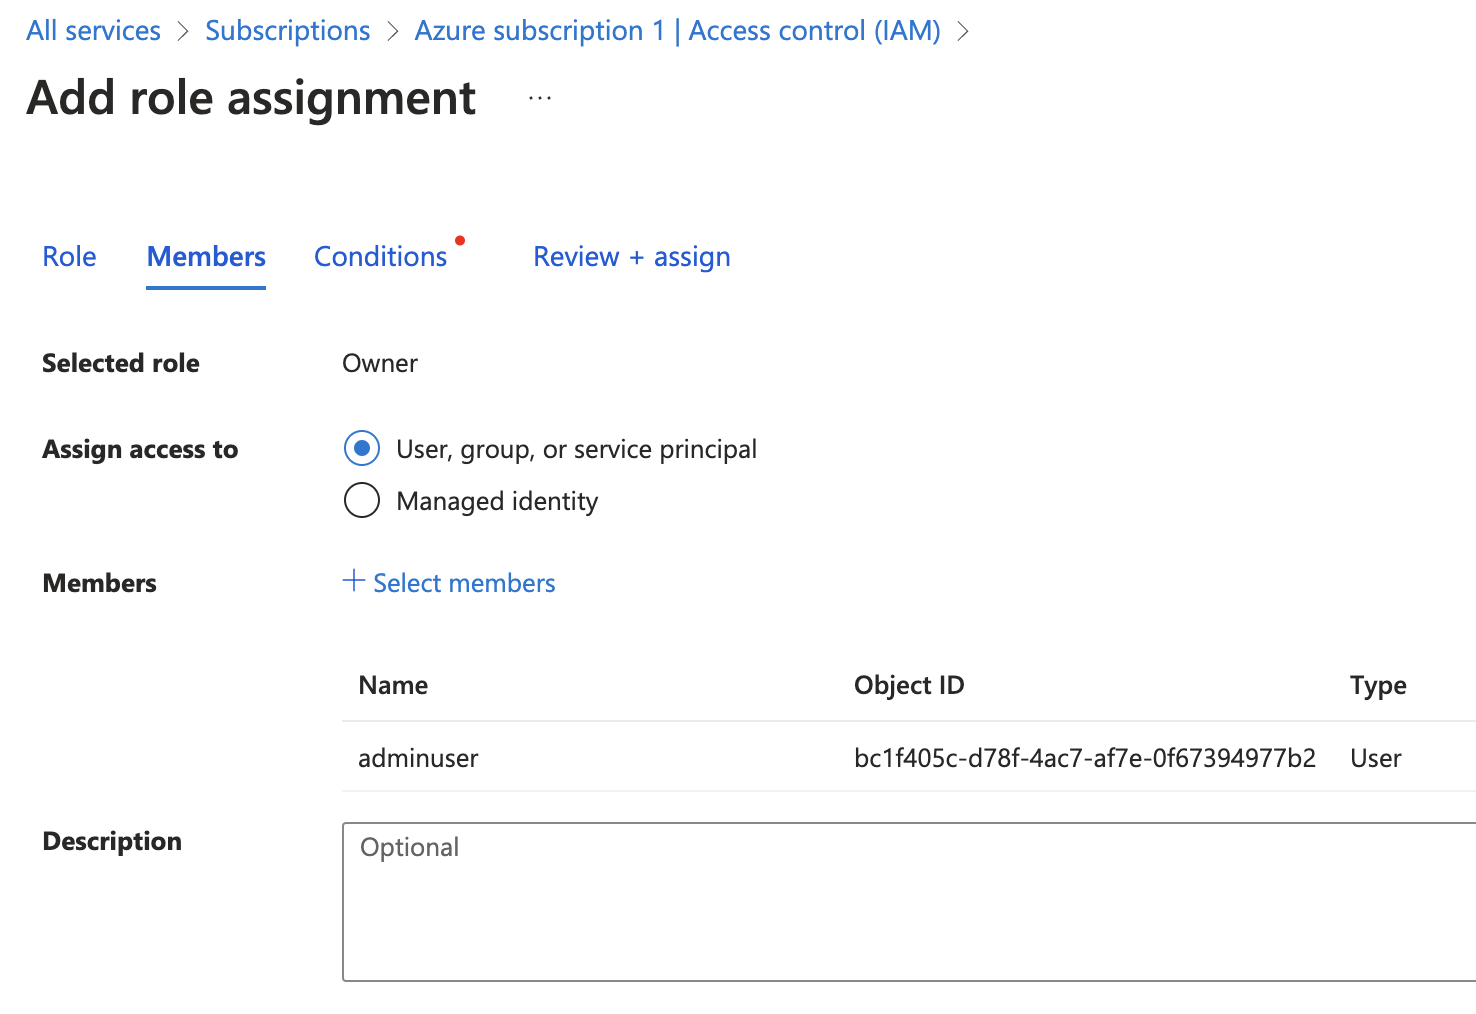 All services > Subscriptions > Azure subscription 1 | Access control (IAM) >
Add role assignment ...
Role Members Conditions Review + assign
Selected role Owner
Assign access to User, group, or service principal
Managed identity
Members + Select members
Name Object ID Type
adminuser bc1f405c-d78f-4ac7-af7e-0f67394977b2 User
Description Optional